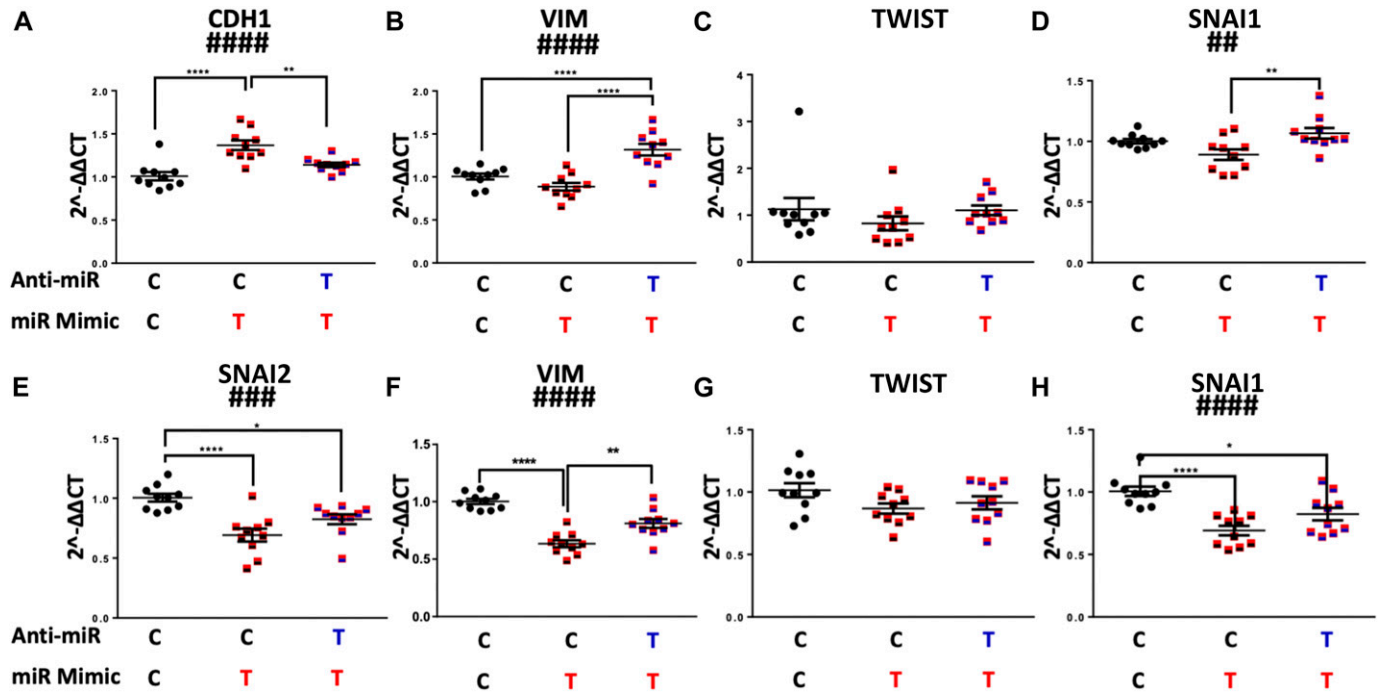 A CDH1 B VIM C TWIST D SNAI1
#### #### ##
**** ** **** **** **
2^-ΔΔCT 2.0 1.5 1.0 0.5 0.0
2^-ΔΔCT 2.0 1.5 1.0 0.5 0.0
2^-ΔΔCT 4 3 2 1 0
2^-ΔΔCT 1.5 1.0 0.5 0.0
Anti-miR C C T C C T C C T C C T
miR Mimic C T T C T T C T T C T T
E SNAI2 F VIM G TWIST H SNAI1
### #### ####
* **** **** ** * ****
2^-ΔΔCT 1.5 1.0 0.5 0.0
2^-ΔΔCT 1.5 1.0 0.5 0.0
2^-ΔΔCT 1.5 1.0 0.5 0.0
2^-ΔΔCT 1.5 1.0 0.5 0.0
Anti-miR C C T C C T C C T C C T
miR Mimic C T T C T T C T T C T T